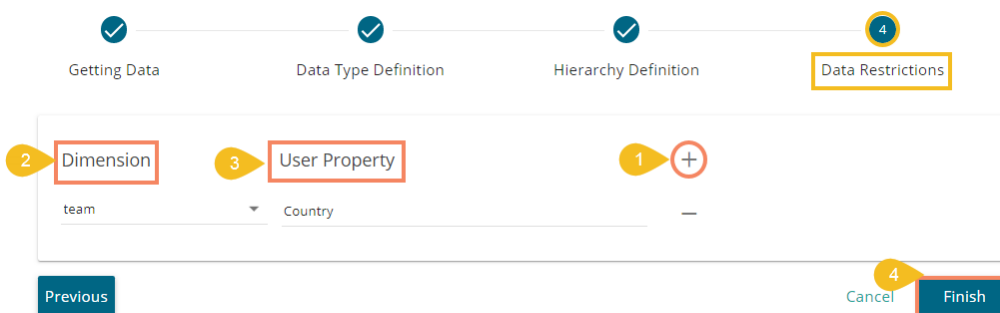 4
Getting Data
Data Type Definition
Hierarchy Definition
Data Restrictions
2 Dimension
3 User Property
1 +
team
Country
−
4
Previous
Cancel
Finish